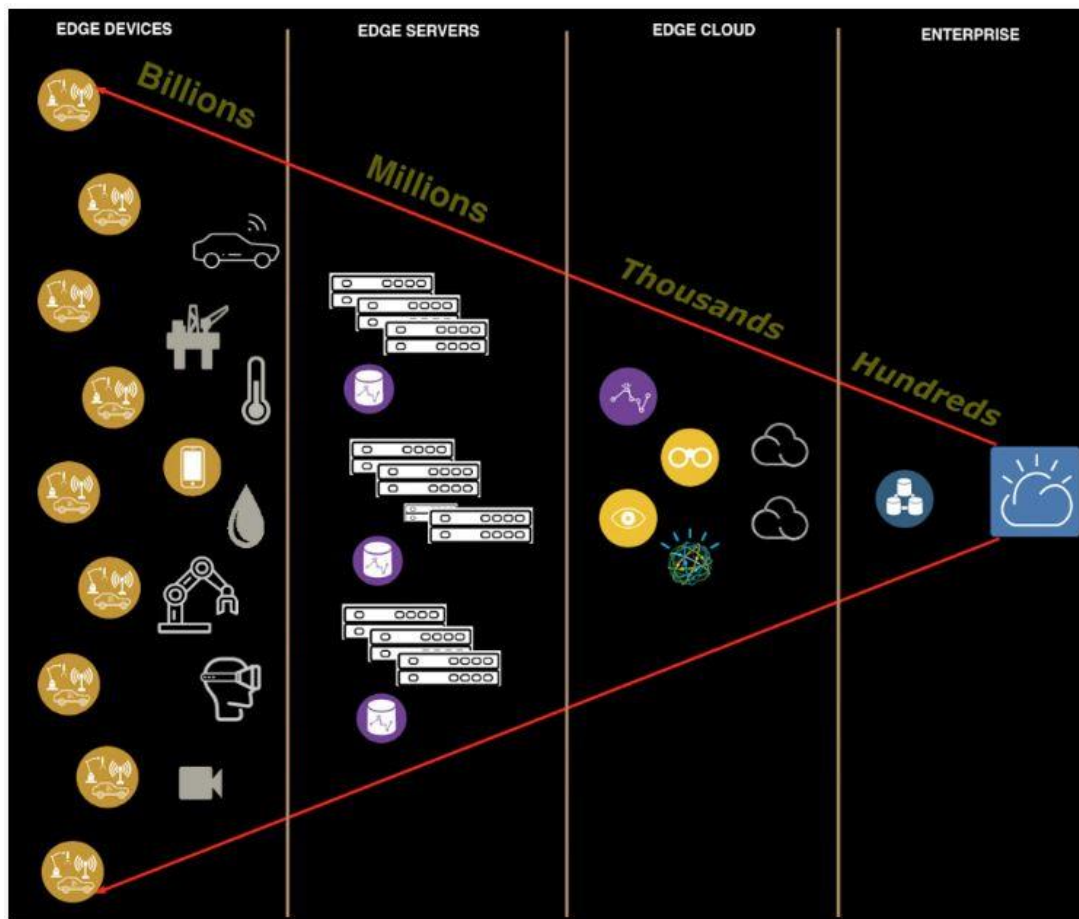 EDGE DEVICES
EDGE SERVERS
EDGE CLOUD
ENTERPRISE
Billions
Millions
Thousands
Hundreds